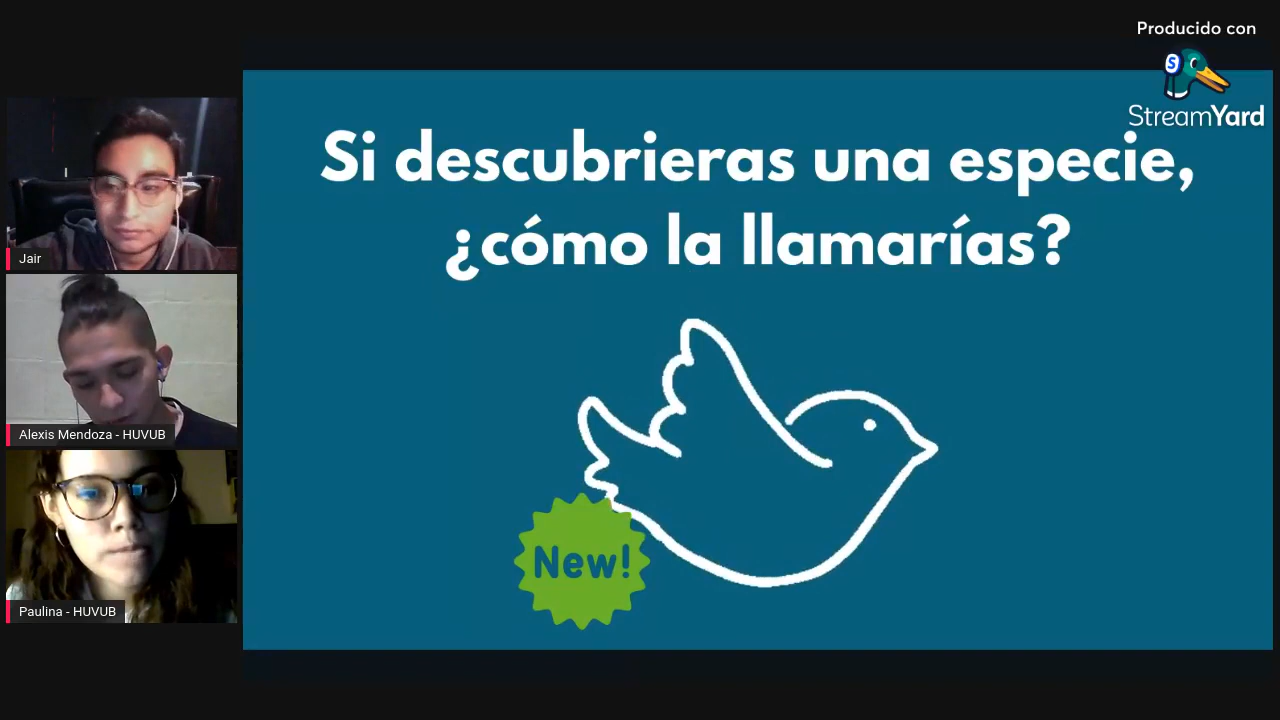 Producido con
S
StreamYard
Si descubrieras una especie,
¿cómo la llamarías?
New!
Jair
Alexis Mendoza - HUVUB
Paulina - HUVUB